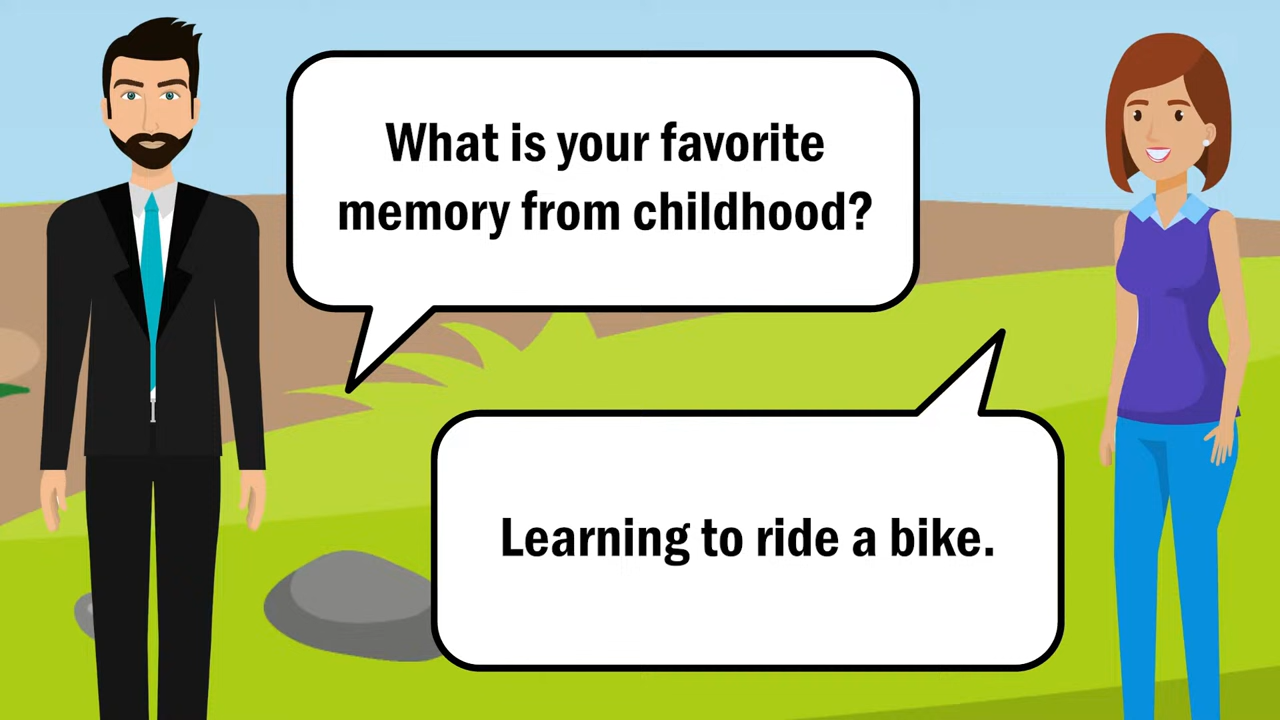 What is your favorite
memory from childhood?
Learning to ride a bike.